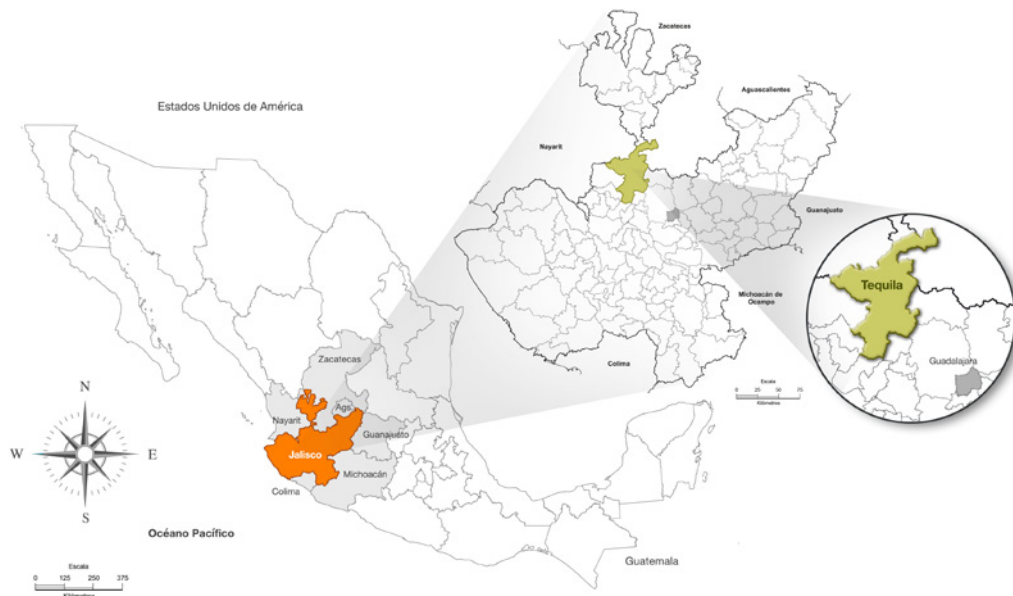 Zacatecas
Aguascalientes
Estados Unidos de América
Nayarit
Guanajuato
Michoacán de
Ocampo
Tequila
Guadalajara
Colima
Escala
0 25 50 75
Kilómetros
Zacatecas
Ags.
Nayarit
Guanajuato
Jalisco
Michoacán
Colima
N
W E
S
Océano Pacífico
Guatemala
Escala
0 125 250 375
Kilómetros